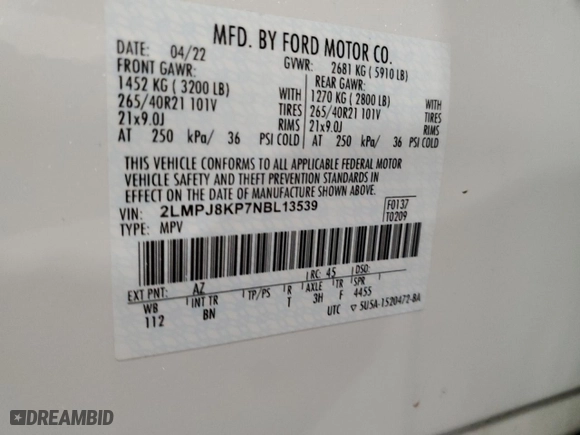 MFD. BY FORD MOTOR CO.
DATE: 04/22 GVWR: 2681 KG ( 5910 LB)
FRONT GAWR: REAR GAWR:
1452 KG ( 3200 LB) WITH 1270 KG ( 2800 LB) WITH
265/40R21 101V TIRES 265/40R21 101V TIRES
21x9.0J RIMS 21x9.0J RIMS
AT 250 kPa/ 36 PSI COLD AT 250 kPa/ 36 PSI COLD
THIS VEHICLE CONFORMS TO ALL APPLICABLE FEDERAL MOTOR
VEHICLE SAFETY AND THEFT PREVENTION STANDARDS IN
EFFECT ON THE DATE OF MANUFACTURE SHOWN ABOVE.
VIN: 2LMPJ8KP7NBL13539 F0137
TYPE: MPV T0209
EXT PNT: AZ RC: 45 DSO:
WB INT TR TP/PS R AXLE TR SPR
112 BN T 3H F 4455
UTC 5U5A-1520472-BA
DREAMBID